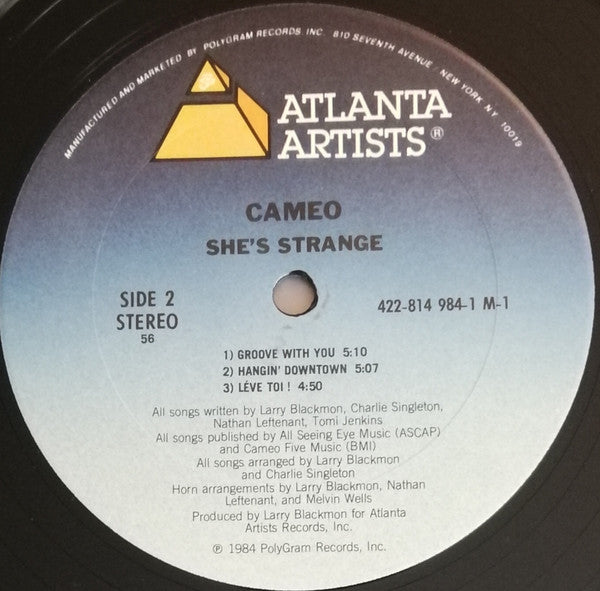 MANUFACTURED AND MARKETED BY POLYGRAM RECORDS INC. 810 SEVENTH AVENUE / NEW YORK N.Y. 10019
ATLANTA
ARTISTS®
CAMEO
SHE'S STRANGE
SIDE 2
STEREO
56
422-814 984-1 M-1
1) GROOVE WITH YOU 5:10
2) HANGIN' DOWNTOWN 5:07
3) LÉVE TOI! 4:50
All songs written by Larry Blackmon, Charlie Singleton,
Nathan Leftenant, Tomi Jenkins
All songs published by All Seeing Eye Music (ASCAP)
and Cameo Five Music (BMI)
All songs arranged by Larry Blackmon
and Charlie Singleton
Horn arrangements by Larry Blackmon, Nathan
Leftenant, and Melvin Wells
Produced by Larry Blackmon for Atlanta
Artists Records, Inc.
℗ 1984 PolyGram Records, Inc.